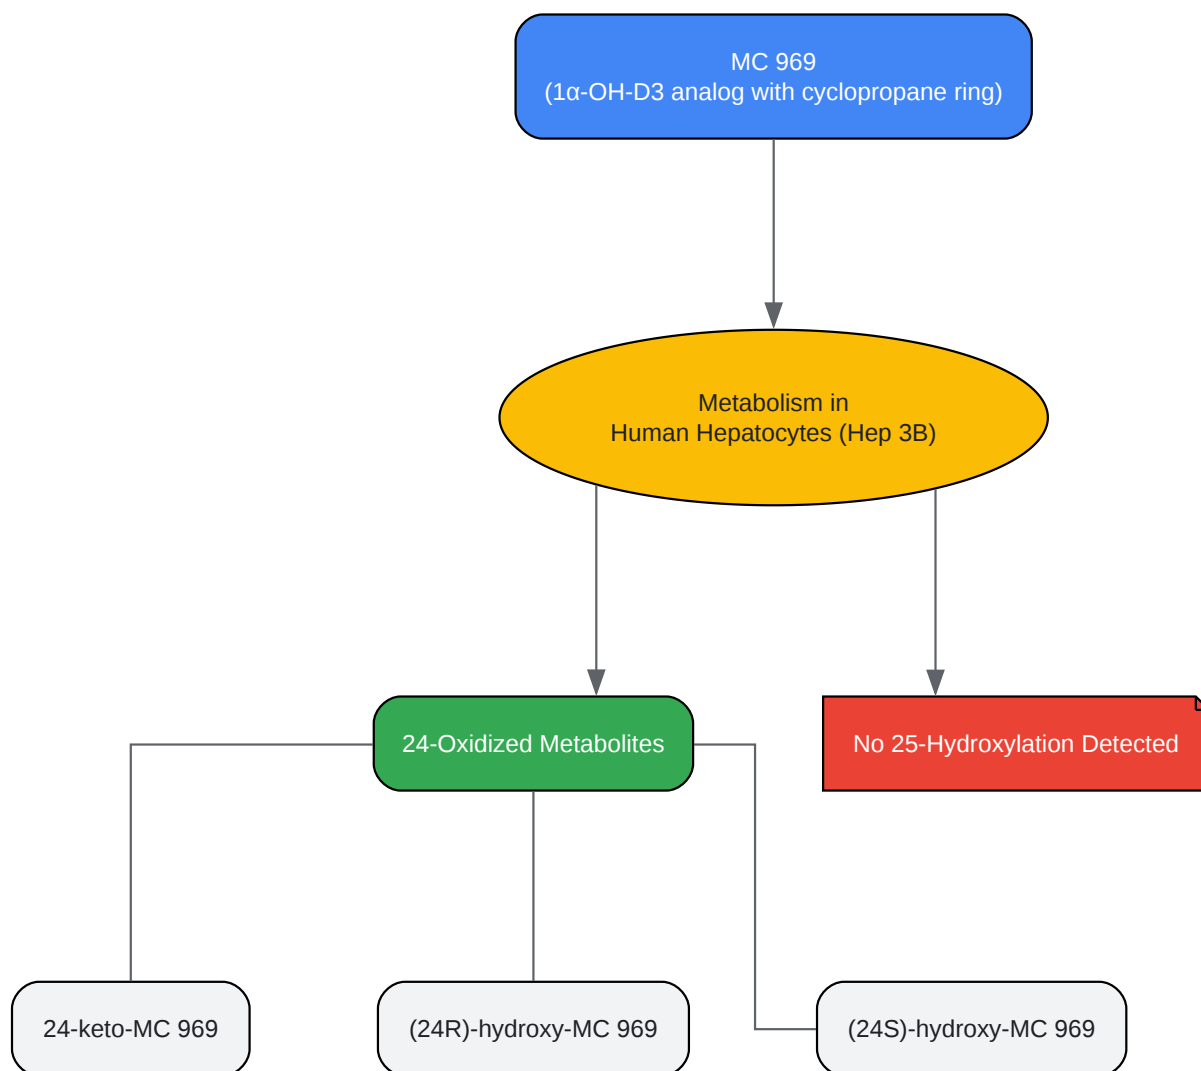 MC 969
(1α-OH-D3 analog with cyclopropane ring)
Metabolism in
Human Hepatocytes (Hep 3B)
24-Oxidized Metabolites
No 25-Hydroxylation Detected
24-keto-MC 969
(24R)-hydroxy-MC 969
(24S)-hydroxy-MC 969